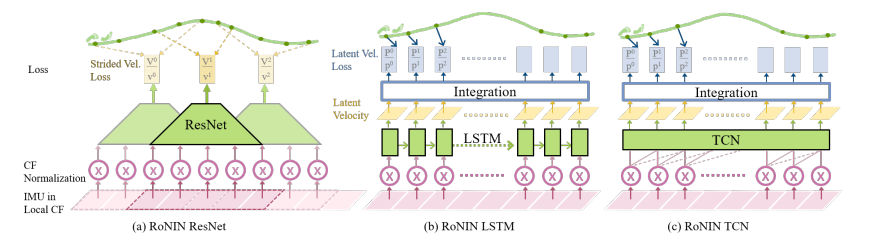 Loss
Strided Vel.
Loss
V⁰ V¹ V²
v⁰ v¹ v²
ResNet
CF
Normalization
X X X X X X X X X
IMU in
Local CF
(a) RoNIN ResNet
Latent Vel.
Loss
P⁰ P¹ P²
p⁰ p¹ p²
Integration
Latent
Velocity
LSTM
X X X X X X
(b) RoNIN LSTM
P⁰ P¹ P²
p⁰ p¹ p²
Integration
TCN
X X X X X X
(c) RoNIN TCN